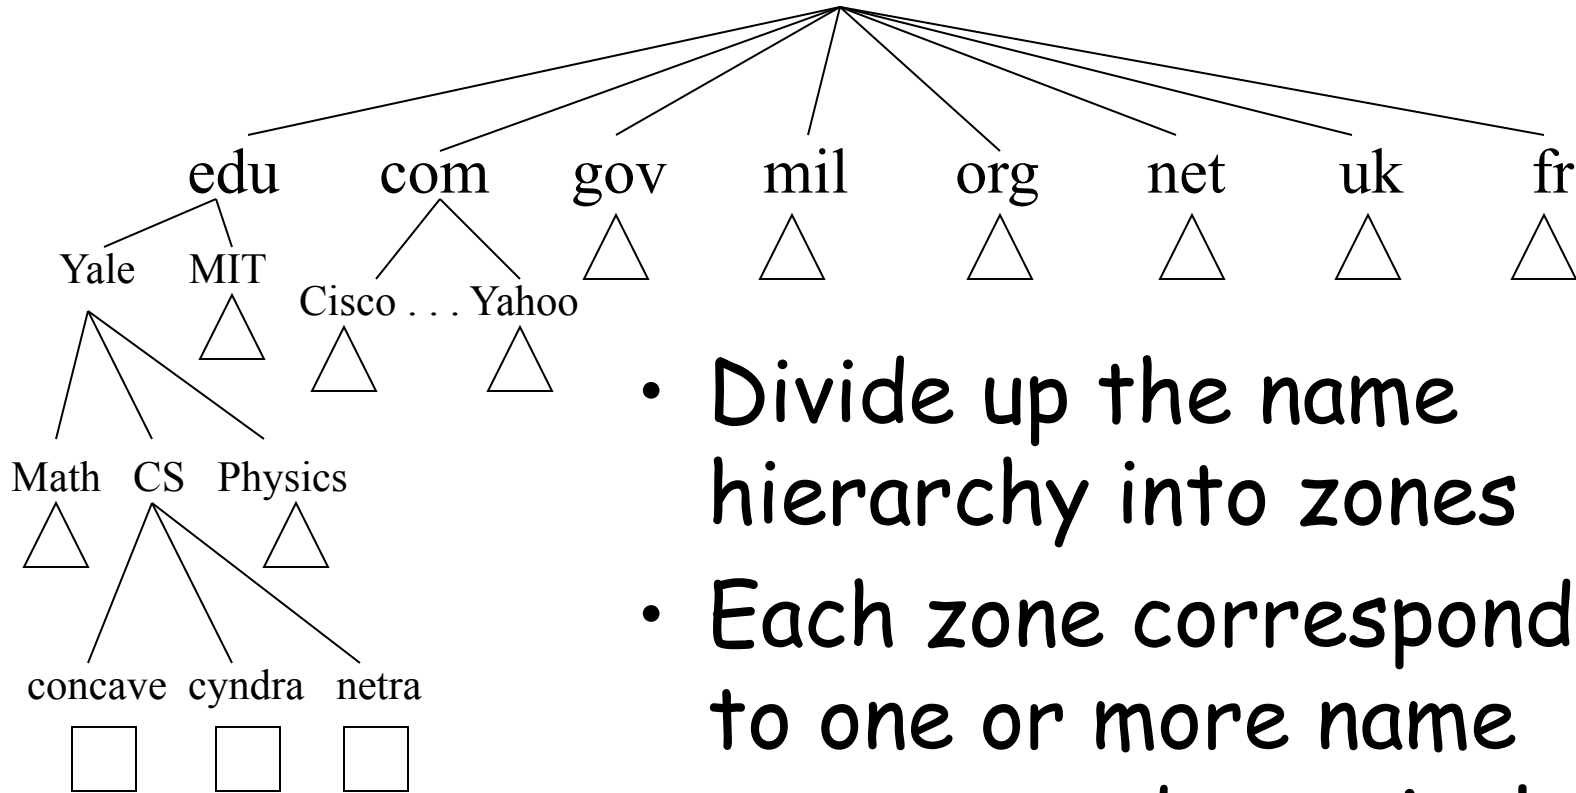 edu com gov mil org net uk fr
Yale MIT
Cisco . . . Yahoo
• Divide up the name
hierarchy into zones
Math CS Physics
• Each zone correspond
to one or more name
concave cyndra netra